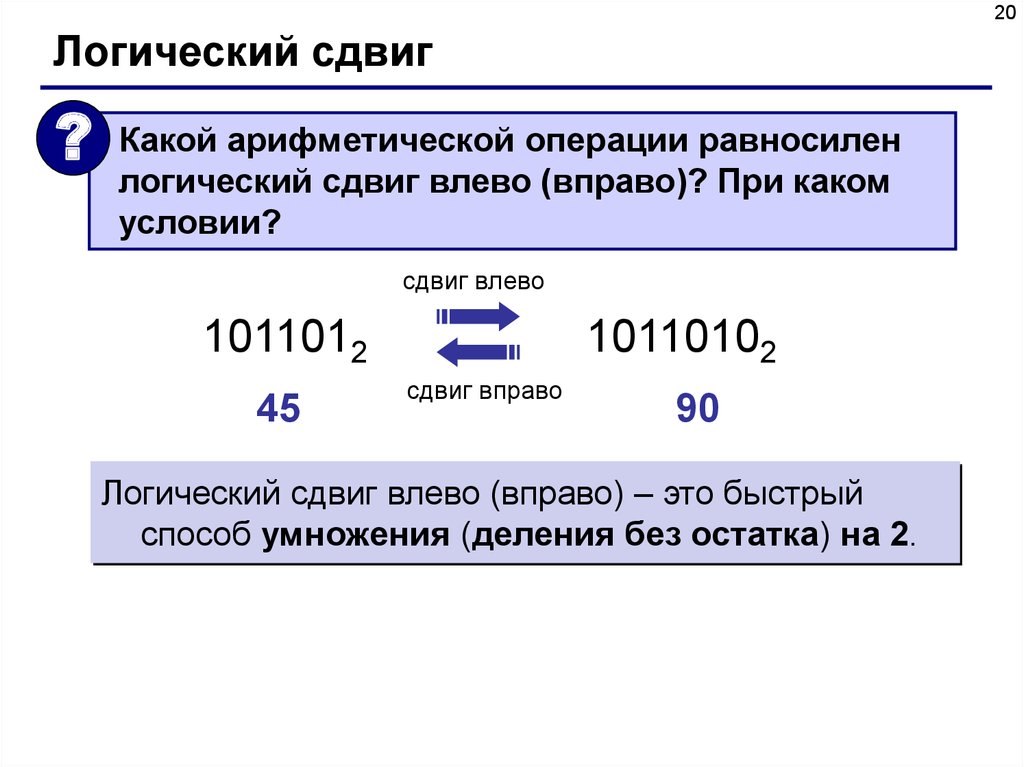 20
Логический сдвиг
?
Какой арифметической операции равносилен
логический сдвиг влево (вправо)? При каком
условии?
сдвиг влево
101101₂
1011010₂
сдвиг вправо
45
90
Логический сдвиг влево (вправо) – это быстрый
способ умножения (деления без остатка) на 2.